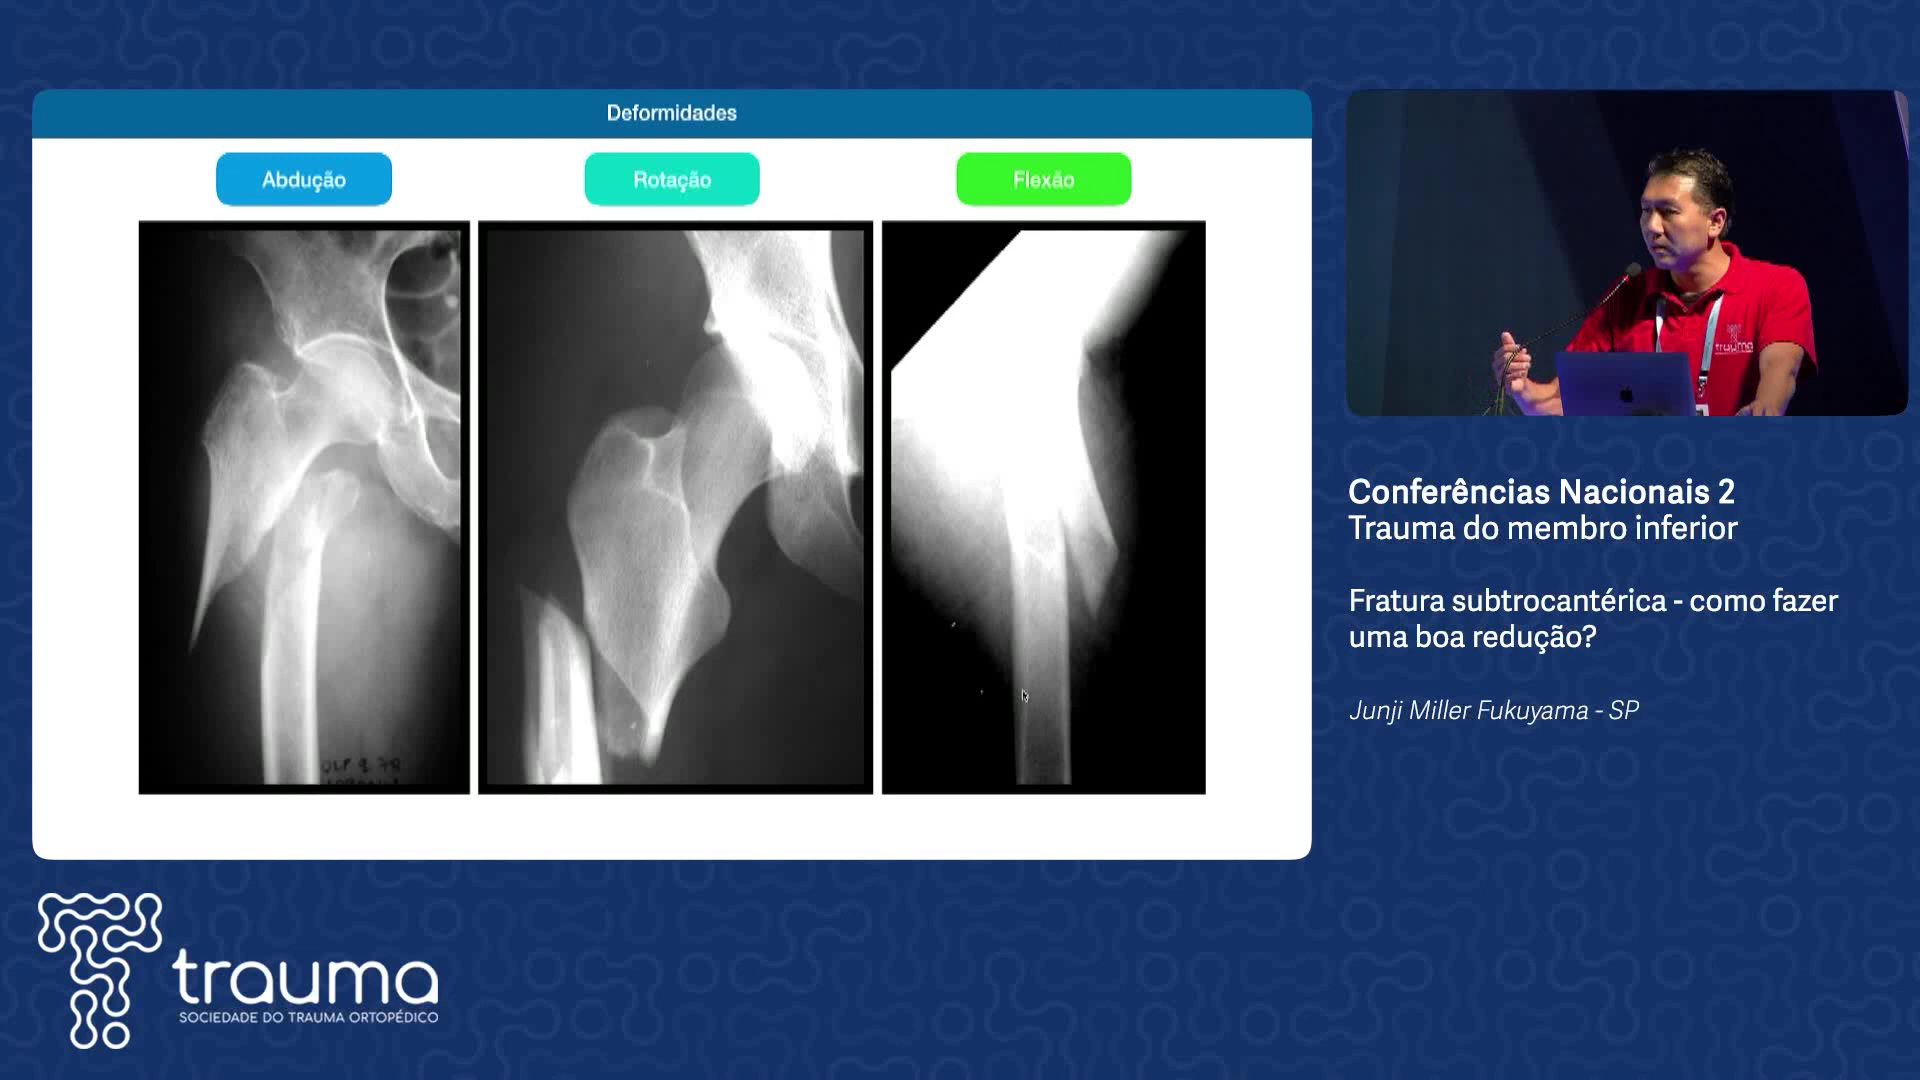 Deformidades
Abdução
Rotação
Flexão
Conferências Nacionais 2
Trauma do membro inferior
Fratura subtrocantérica - como fazer
uma boa redução?
Junji Miller Fukuyama - SP
trauma
trauma
SOCIEDADE DO TRAUMA ORTOPÉDICO